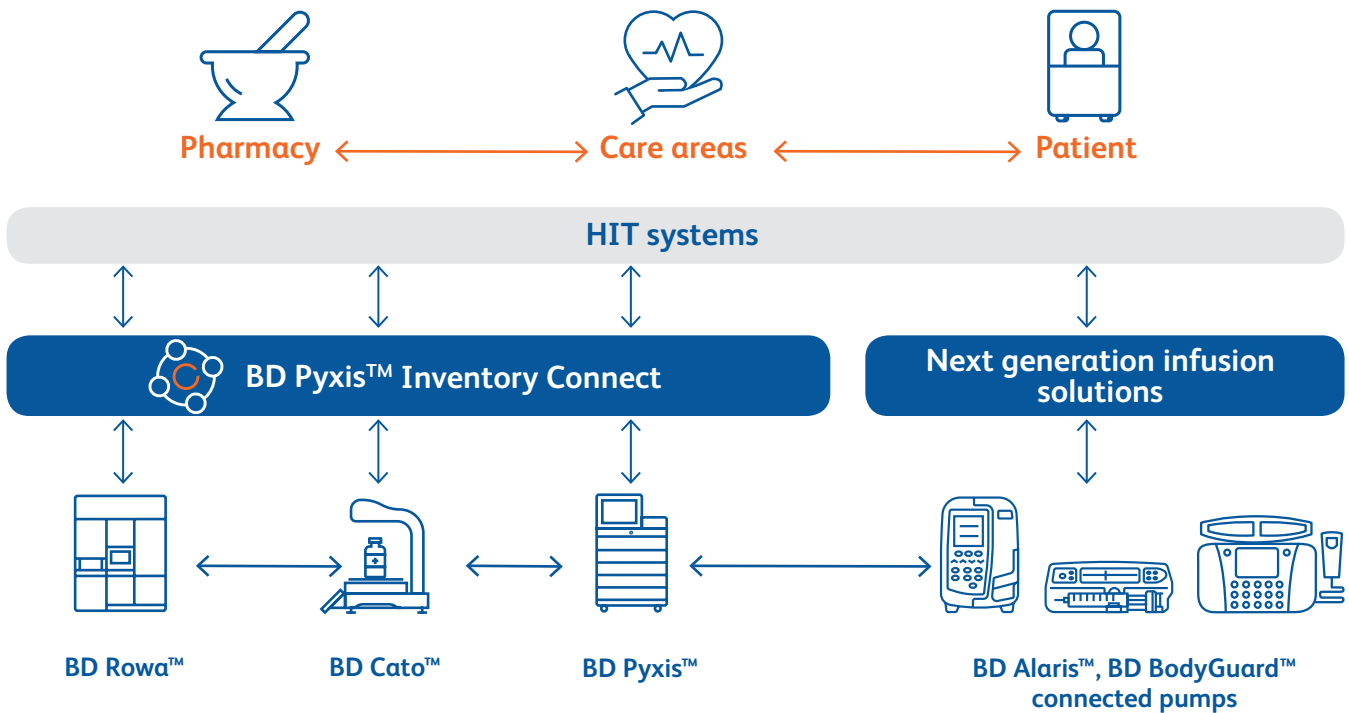 Pharmacy
Care areas
Patient
HIT systems
BD Pyxis™ Inventory Connect
Next generation infusion
solutions
BD Rowa™
BD Cato™
BD Pyxis™
BD Alaris™, BD BodyGuard™
connected pumps